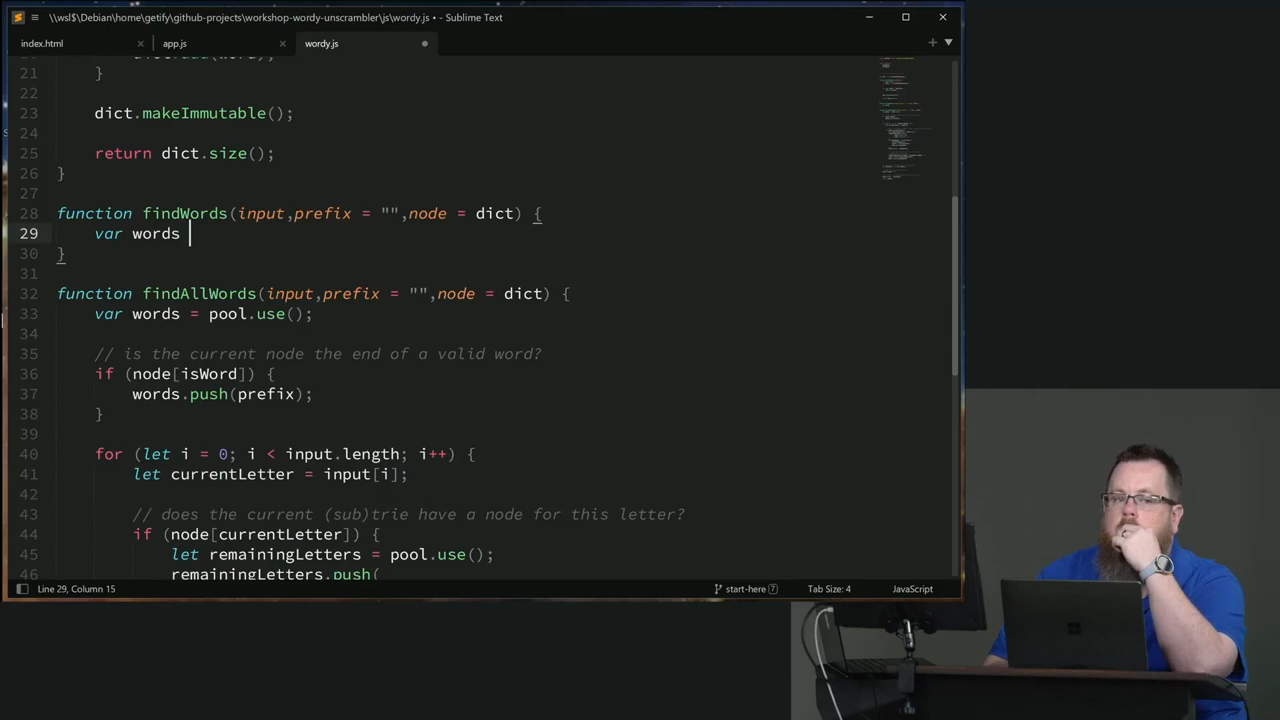 \\wsl$\Debian\home\getify\github-projects\workshop-wordy-unscrambler\js\wordy.js • - Sublime Text
index.html
app.js
wordy.js
21 }
22
23 dict.makeImmutable();
24
25 return dict.size();
26 }
27
28 function findWords(input,prefix = "",node = dict) {
29 var words
30 }
31
32 function findAllWords(input,prefix = "",node = dict) {
33 var words = pool.use();
34
35 // is the current node the end of a valid word?
36 if (node[isWord]) {
37 words.push(prefix);
38 }
39
40 for (let i = 0; i < input.length; i++) {
41 let currentLetter = input[i];
42
43 // does the current (sub)trie have a node for this letter?
44 if (node[currentLetter]) {
45 let remainingLetters = pool.use();
46 remainingLetters.push(
Line 29, Column 15
start-here 7
Tab Size: 4
JavaScript